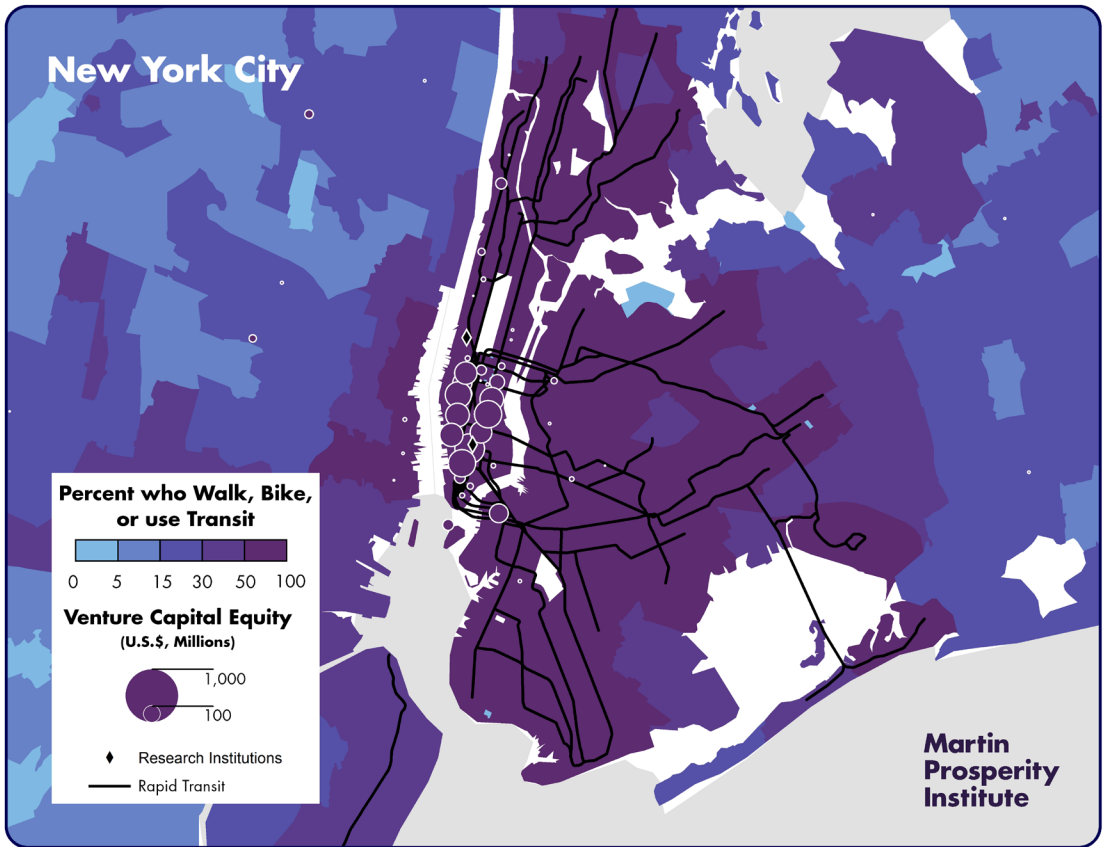 New York City
Percent who Walk, Bike,
or use Transit
0 5 15 30 50 100
Venture Capital Equity
(U.S.$, Millions)
1,000
100
Research Institutions
Rapid Transit
Martin
Prosperity
Institute